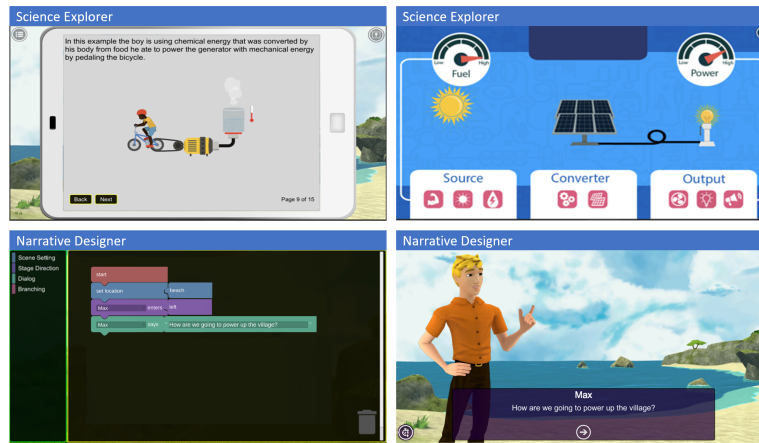 Science Explorer
In this example the boy is using chemical energy that was converted by
his body from food he ate to power the generator with mechanical energy
by pedaling the bicycle.
Back Next Page 9 of 15
Science Explorer
Low High
Fuel
Low High
Power
Source Converter Output
Narrative Designer
Scene Setting
Stage Direction
Dialog
Branching
start
set location beach
Max enters left
Max says " How are we going to power up the village? "
Narrative Designer
Max
How are we going to power up the village?